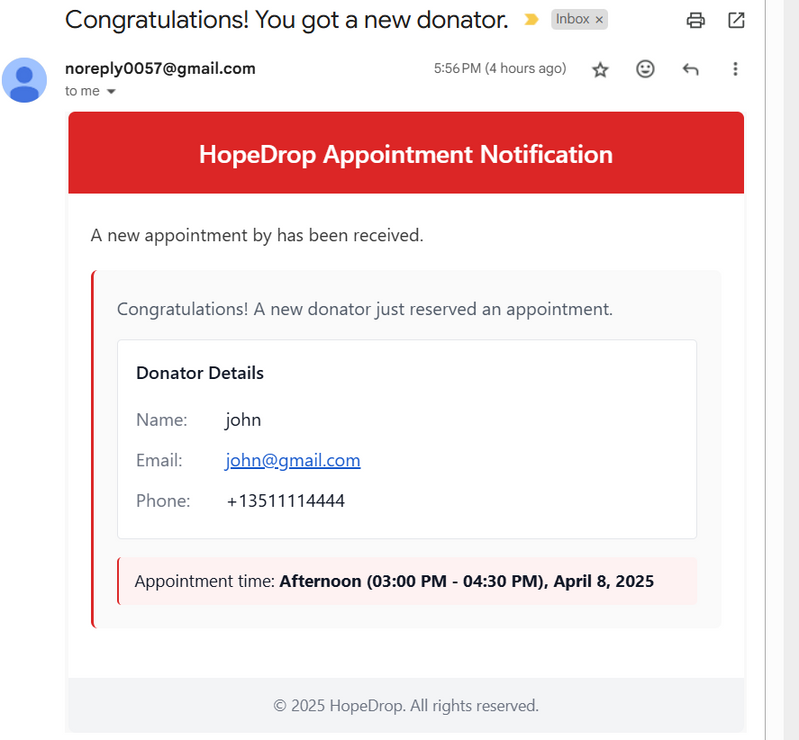 Congratulations! You got a new donator.
Inbox ×
noreply0057@gmail.com
5:56 PM (4 hours ago)
to me
HopeDrop Appointment Notification
A new appointment by has been received.
Congratulations! A new donator just reserved an appointment.
Donator Details
Name: john
Email: john@gmail.com
Phone: +13511114444
Appointment time: Afternoon (03:00 PM - 04:30 PM), April 8, 2025
© 2025 HopeDrop. All rights reserved.